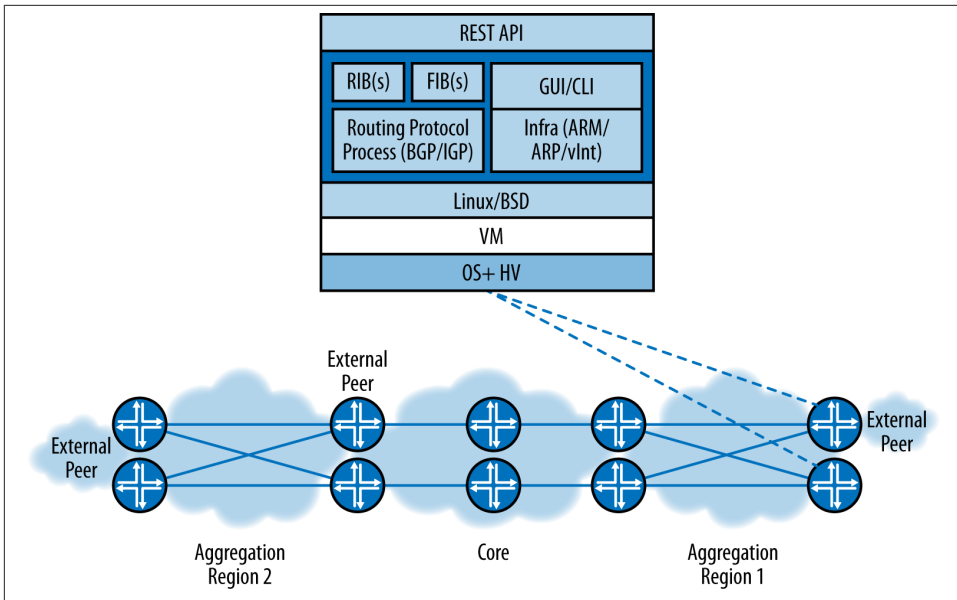 REST API
RIB(s)
FIB(s)
GUI/CLI
Routing Protocol
Process (BGP/IGP)
Infra (ARM/
ARP/vInt)
Linux/BSD
VM
OS+ HV
External
Peer
External
Peer
External
Peer
Aggregation
Region 2
Core
Aggregation
Region 1